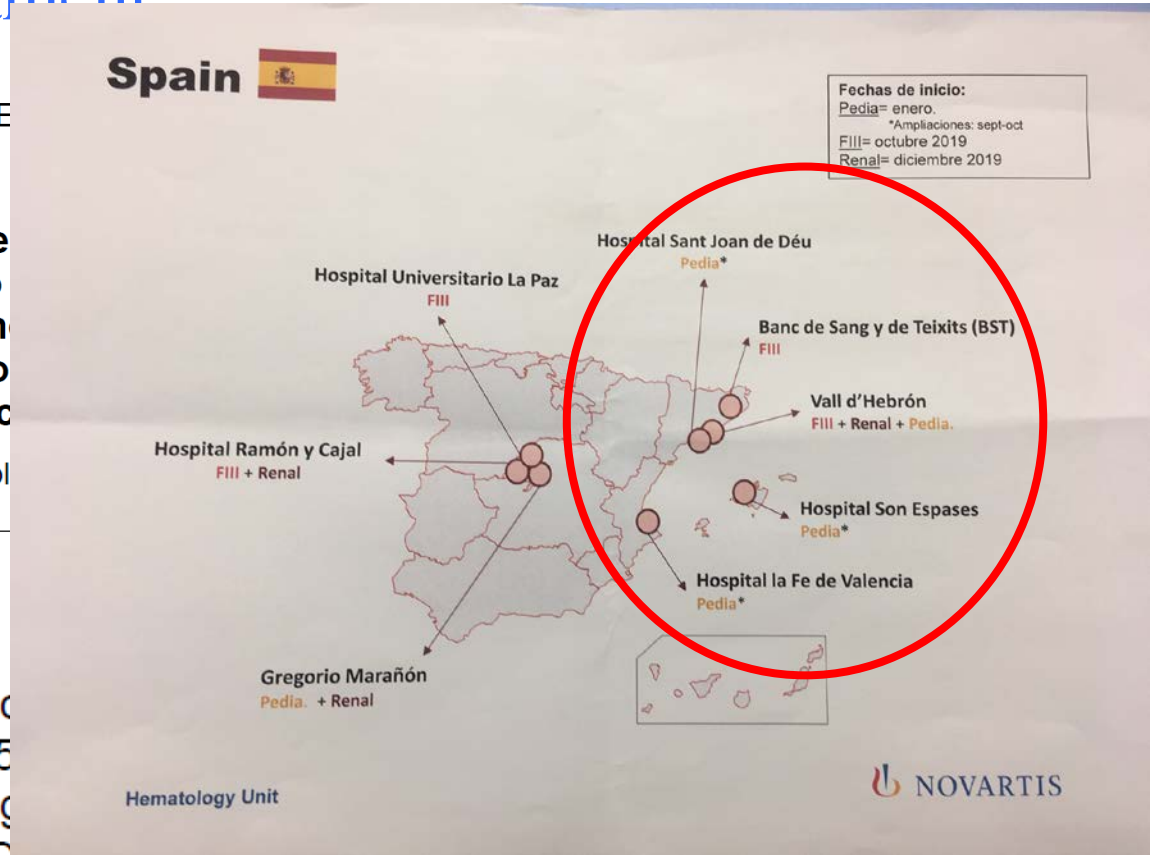 Spain
Fechas de inicio:
Pedia= enero.
*Ampliaciones: sept-oct
FIII= octubre 2019
Renal= diciembre 2019
Hospital Sant Joan de Déu
Pedia*
Hospital Universitario La Paz
FIII
Banc de Sang y de Teixits (BST)
FIII
Vall d'Hebrón
FIII + Renal + Pedia.
Hospital Ramón y Cajal
FIII + Renal
Hospital Son Espases
Pedia*
Hospital la Fe de Valencia
Pedia*
Gregorio Marañón
Pedia. + Renal
Hematology Unit
NOVARTIS